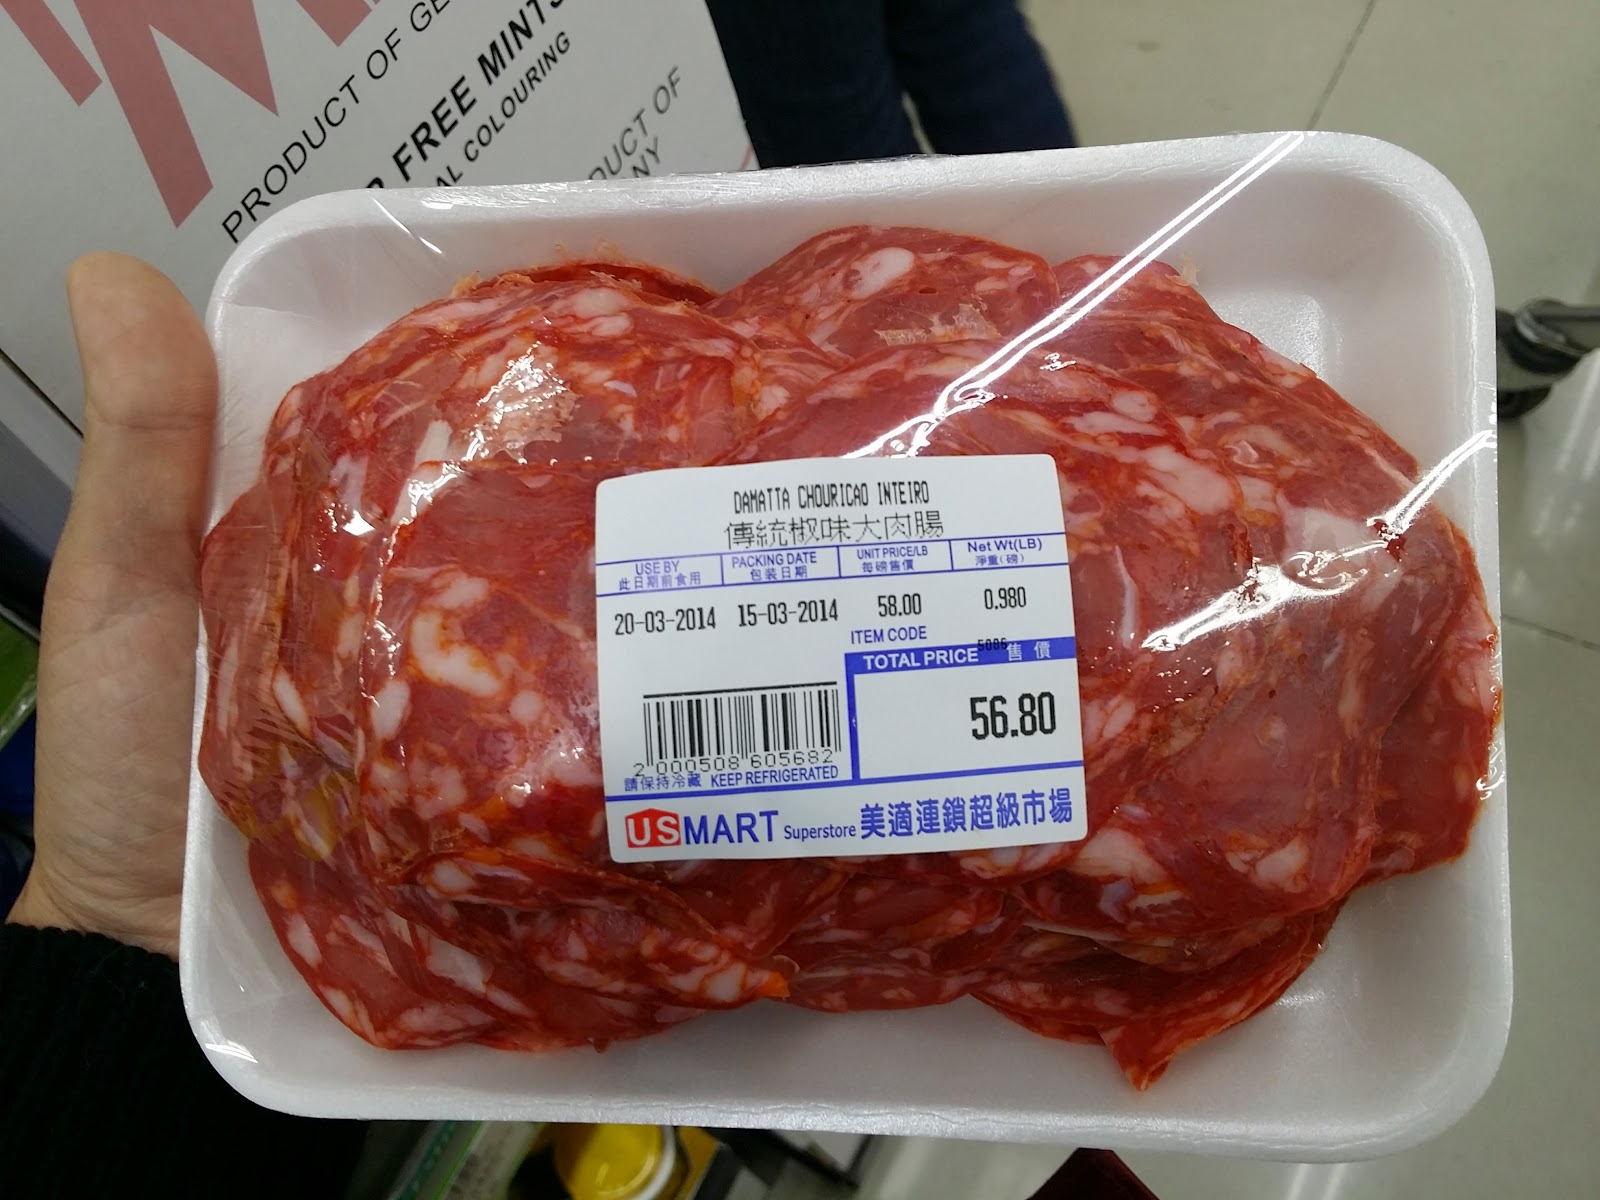 PRODUCT OF GE
FREE MINTS
AL COLOURING
DUCT OF
NY
DAMATTA CHOURICAO INTEIRO
傳統椒味大肉腸
USE BY PACKING DATE UNIT PRICE/LB Net Wt(LB)
此日期前食用 包裝日期 每磅售價 淨重(磅)
20-03-2014 15-03-2014 58.00 0.980
ITEM CODE
5006
TOTAL PRICE 售價
56.80
2 000508 605682
請保持冷藏 KEEP REFRIGERATED
USMART Superstore 美適連鎖超級市場